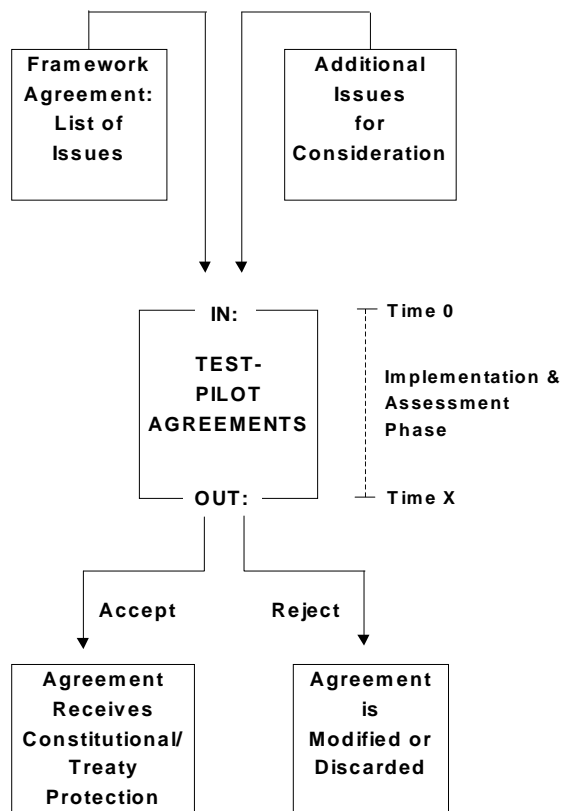 Framework
Agreement:
List of
Issues
Additional
Issues
for
Consideration
IN:
TEST-
PILOT
AGREEMENTS
OUT:
Time 0
Implementation &
Assessment
Phase
Time X
Accept
Reject
Agreement
Receives
Constitutional/
Treaty
Protection
Agreement
is
Modified or
Discarded